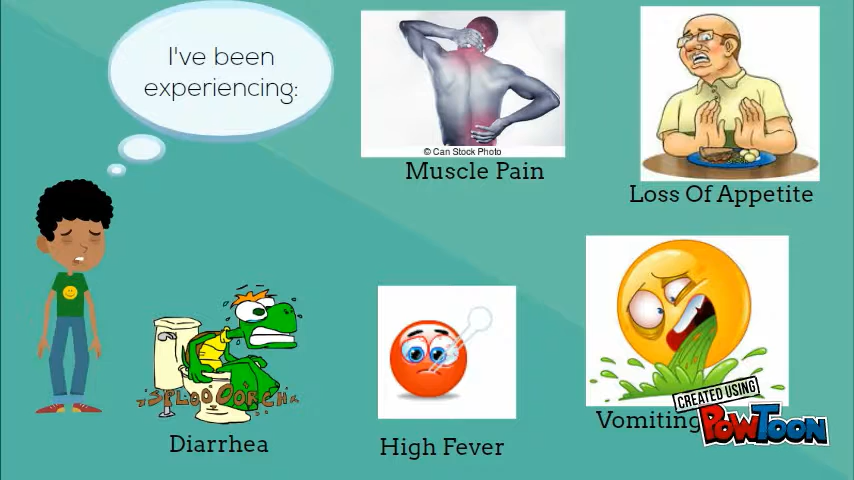 I've been
experiencing:
© Can Stock Photo
Muscle Pain
Loss Of Appetite
Diarrhea
High Fever
Vomiting
CREATED USING
POWTOON